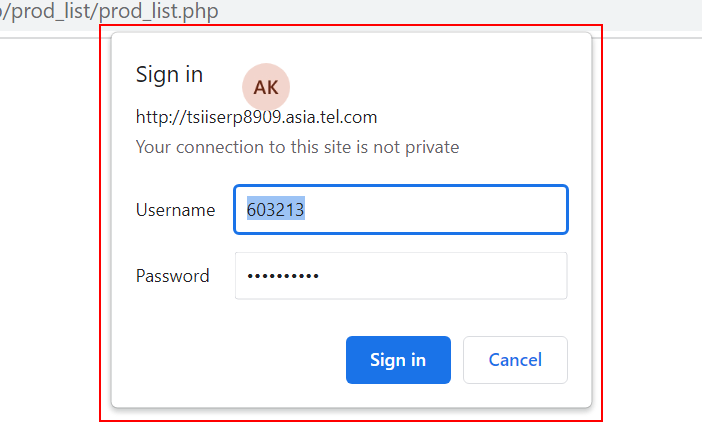 /prod_list/prod_list.php
Sign in
AK
http://tsiiserp8909.asia.tel.com
Your connection to this site is not private
Username 603213
Password ••••••••••
Sign in Cancel